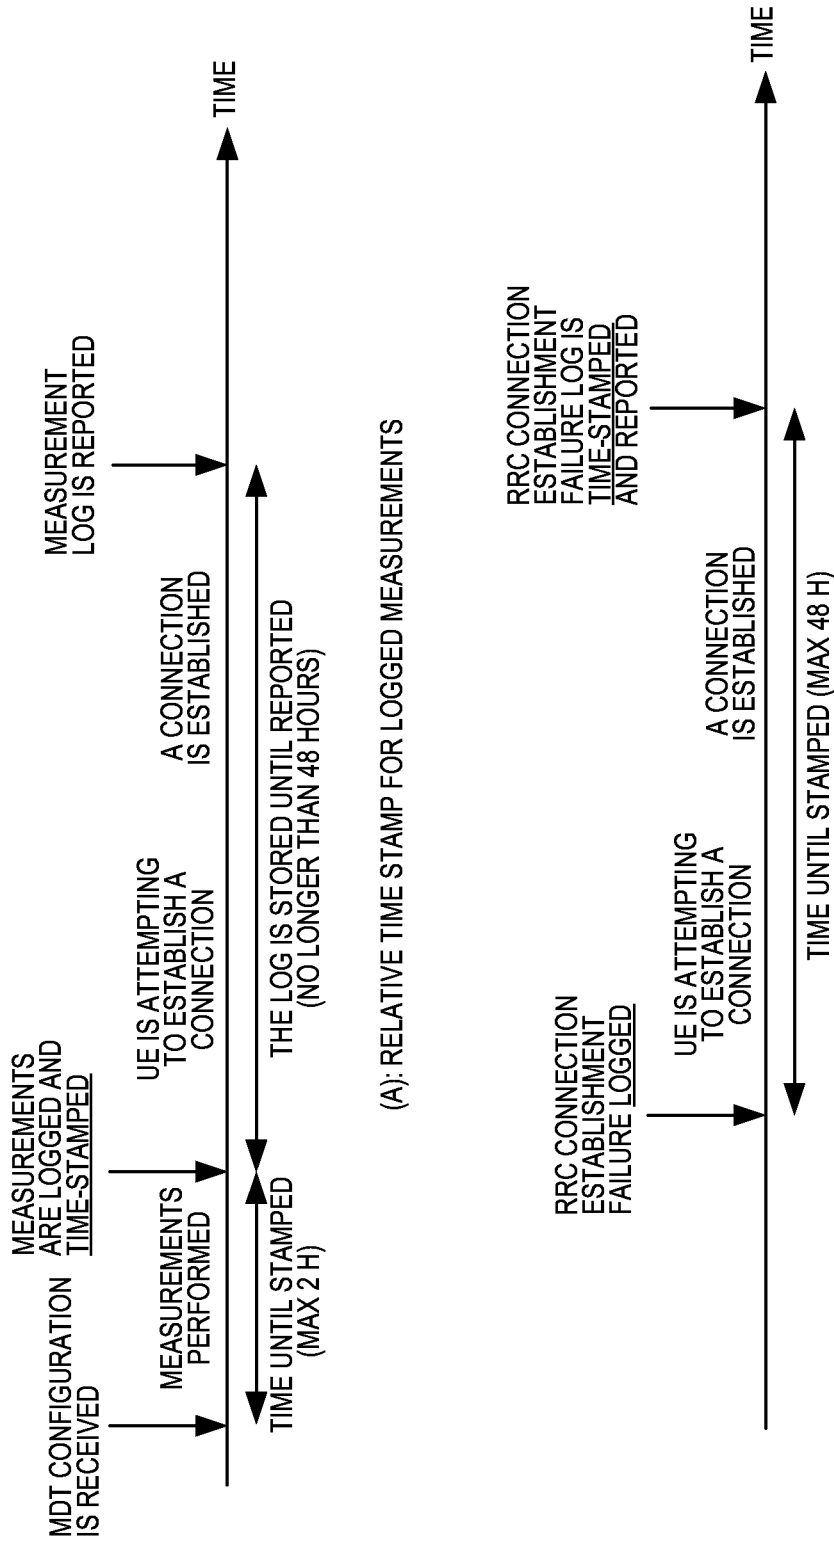 MDT CONFIGURATION
IS RECEIVED
MEASUREMENTS
ARE LOGGED AND
TIME-STAMPED
MEASUREMENT
LOG IS REPORTED
MEASUREMENTS
PERFORMED
UE IS ATTEMPTING
TO ESTABLISH A
CONNECTION
A CONNECTION
IS ESTABLISHED
TIME
TIME UNTIL STAMPED
(MAX 2 H)
THE LOG IS STORED UNTIL REPORTED
(NO LONGER THAN 48 HOURS)
(A): RELATIVE TIME STAMP FOR LOGGED MEASUREMENTS
RRC CONNECTION
ESTABLISHMENT
FAILURE LOGGED
RRC CONNECTION
ESTABLISHMENT
FAILURE LOG IS
TIME-STAMPED
AND REPORTED
UE IS ATTEMPTING
TO ESTABLISH A
CONNECTION
A CONNECTION
IS ESTABLISHED
TIME
TIME UNTIL STAMPED (MAX 48 H)